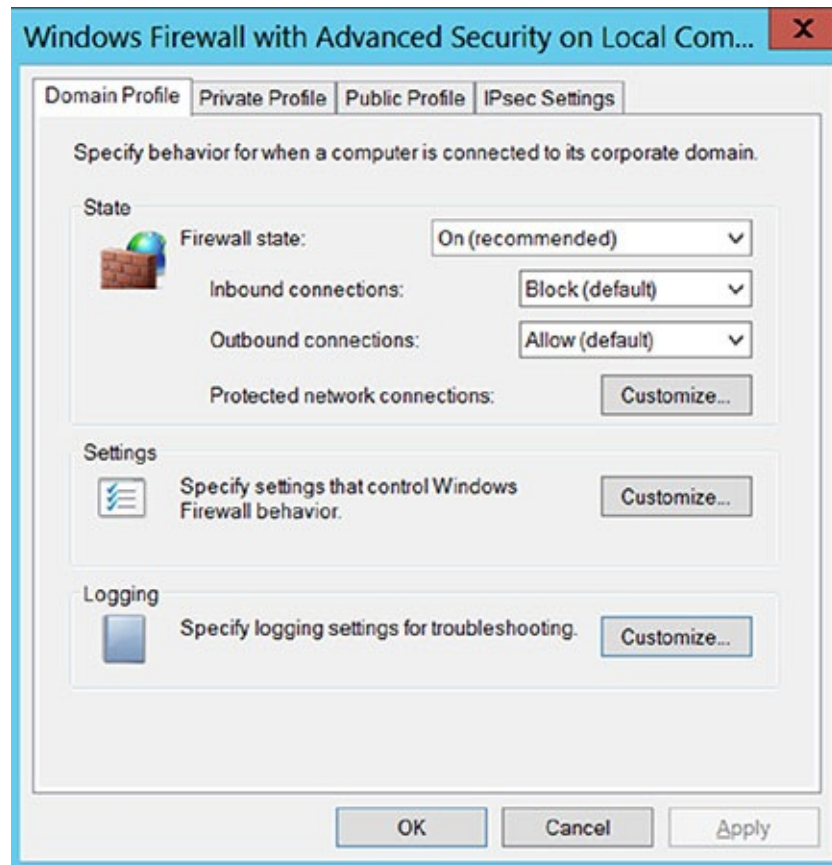 Windows Firewall with Advanced Security on Local Com...
X
Domain Profile Private Profile Public Profile IPsec Settings
Specify behavior for when a computer is connected to its corporate domain.
State
Firewall state: On (recommended)
Inbound connections: Block (default)
Outbound connections: Allow (default)
Protected network connections: Customize...
Settings
Specify settings that control Windows
Firewall behavior.
Customize...
Logging
Specify logging settings for troubleshooting. Customize...
OK Cancel Apply